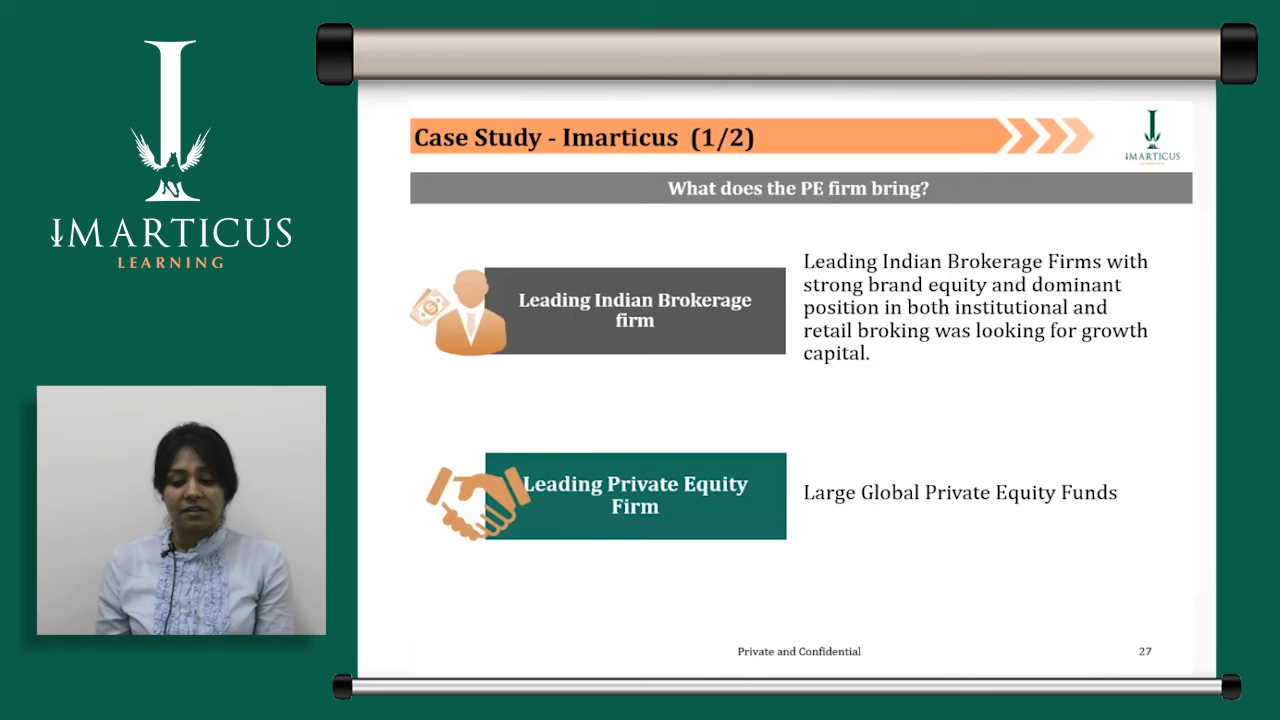 IMARTICUS
LEARNING
Case Study - Imarticus (1/2)
IMARTICUS
What does the PE firm bring?
Leading Indian Brokerage
firm
Leading Indian Brokerage Firms with
strong brand equity and dominant
position in both institutional and
retail broking was looking for growth
capital.
Leading Private Equity
Firm
Large Global Private Equity Funds
Private and Confidential
27